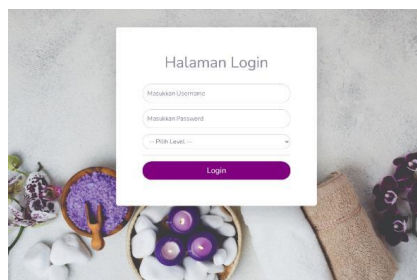 Halaman Login
Masukkan Username
Masukkan Password
-- Pilih Level --
Login